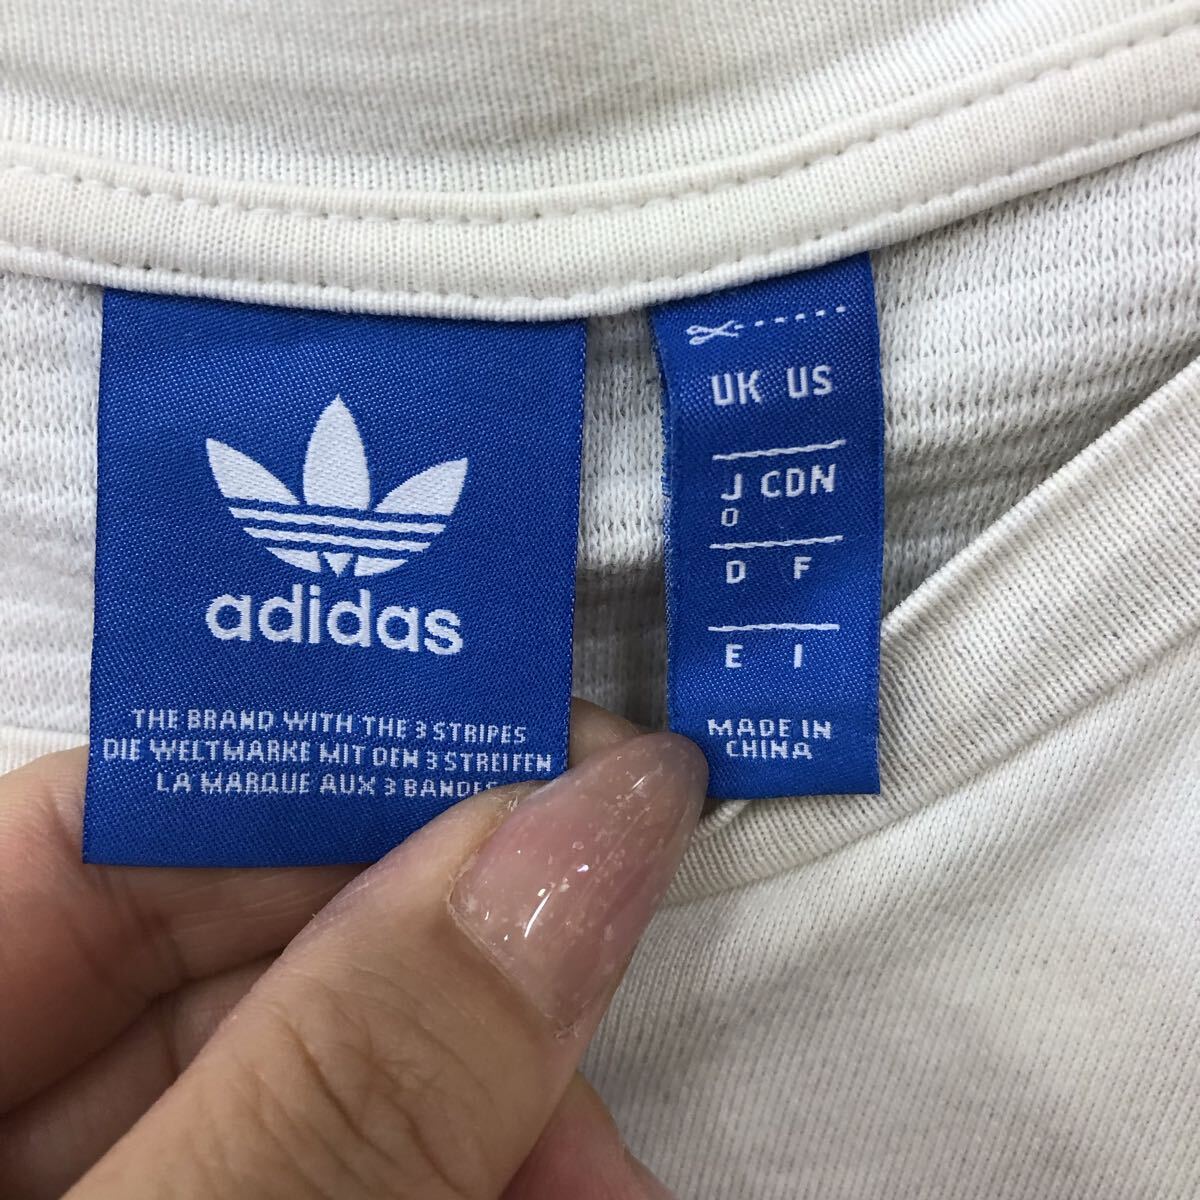 adidas
THE BRAND WITH THE 3 STRIPES
DIE WELTMARKE MIT DEN 3 STREIFEN
LA MARQUE AUX 3 BANDES
UK US
J CDN
O
D F
E I
MADE IN
CHINA